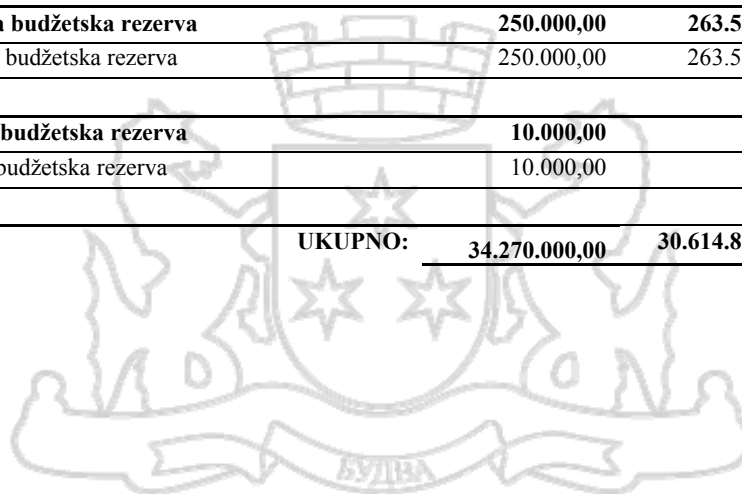 a budžetska rezerva 250.000,00 263.5
budžetska rezerva 250.000,00 263.5
budžetska rezerva 10.000,00
budžetska rezerva 10.000,00
UKUPNO: 34.270.000,00 30.614.8
БУДВА